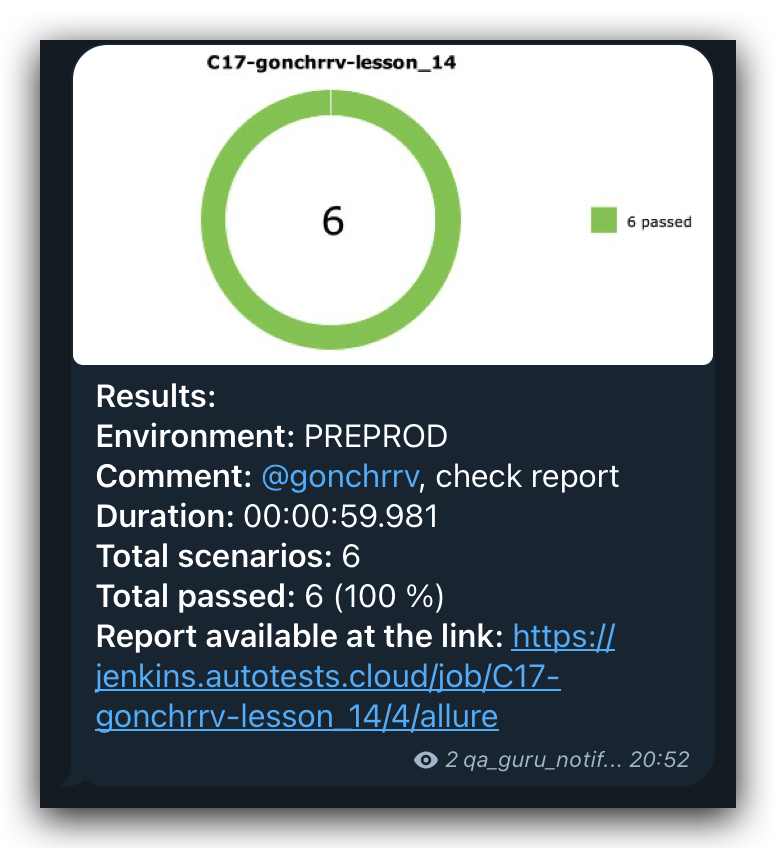 C17-gonchrrv-lesson_14
6
6 passed
Results:
Environment: PREPROD
Comment: @gonchrrv, check report
Duration: 00:00:59.981
Total scenarios: 6
Total passed: 6 (100 %)
Report available at the link: https://
jenkins.autotests.cloud/job/C17-
gonchrrv-lesson_14/4/allure
2 qa_guru_notif... 20:52